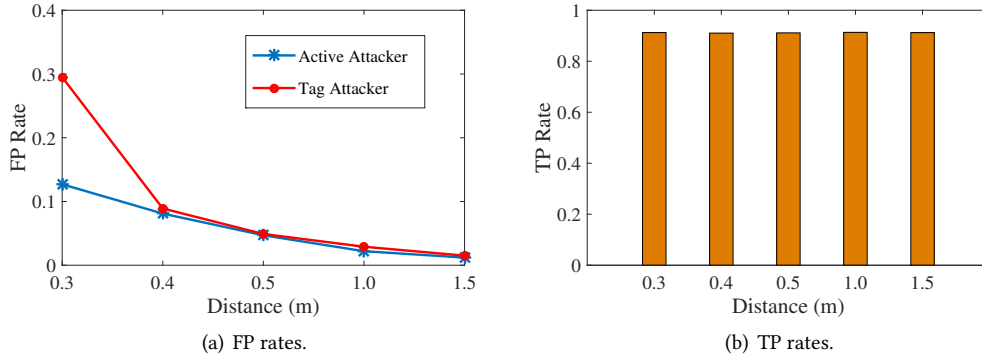 0.4
0.3
0.2
0.1
0
FP Rate
0.3 0.4 0.5 1.0 1.5
Distance (m)
Active Attacker
Tag Attacker
(a) FP rates.
1
0.8
0.6
0.4
0.2
0
TP Rate
0.3 0.4 0.5 1.0 1.5
Distance (m)
(b) TP rates.